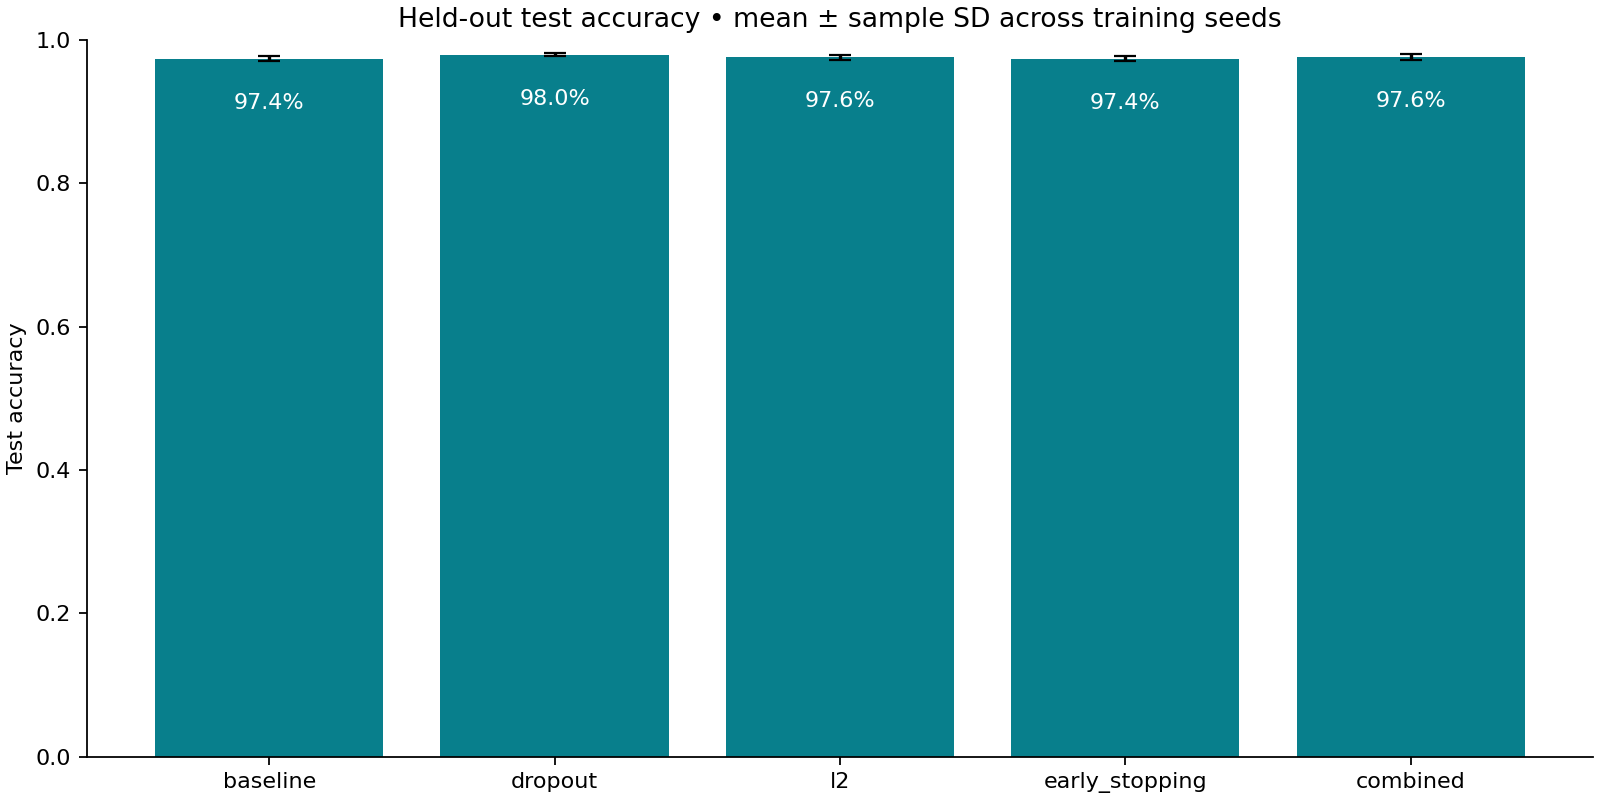 Held-out test accuracy • mean ± sample SD across training seeds
1.0
0.8
0.6
0.4
0.2
0.0
Test accuracy
97.4%
98.0%
97.6%
97.4%
97.6%
baseline
dropout
l2
early_stopping
combined